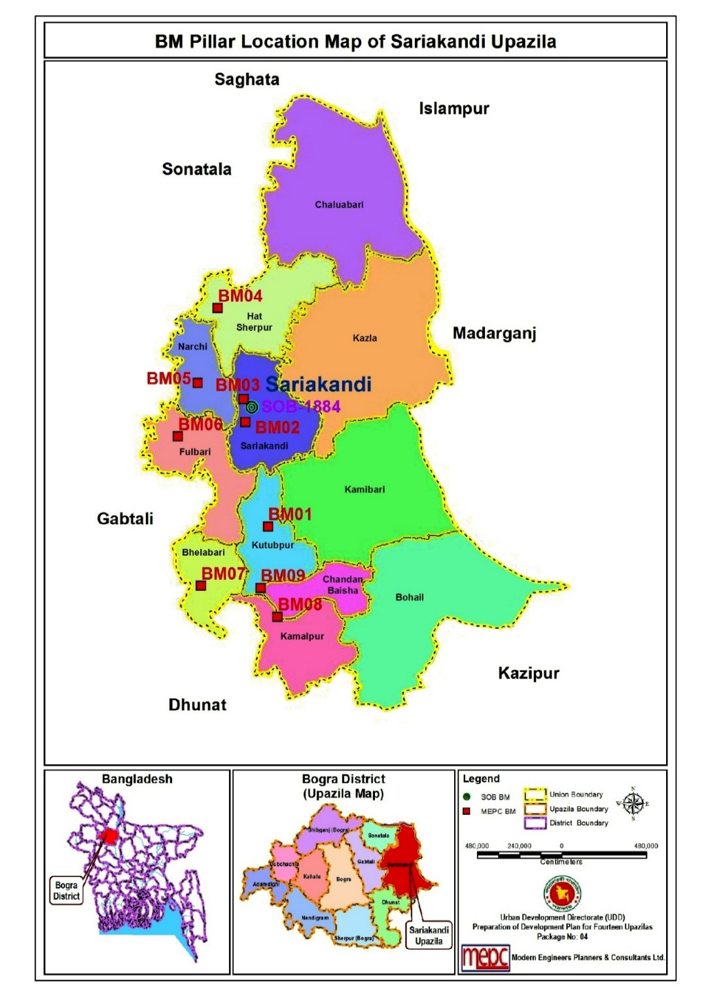 BM Pillar Location Map of Sariakandi Upazila
Saghata
Islampur
Sonatala
Chaluabari
BM04
Hat
Sherpur
Madarganj
Kazla
Narchi
BM05
BM03
Sariakandi
SOB-1884
BM06
BM02
Sariakandi
Fulbari
Kamibari
Gabtali
BM01
Kutubpur
Bhelabari
BM07
BM09
Chandan
Baisha
Bohail
BM08
Kamalpur
Kazipur
Dhunat
Bangladesh
Bogra
District
Bogra District
(Upazila Map)
Shibganj (Bogra)
Sonatala
Gabtali
Sariakandi
Dubchachia
Kahalu
Bogra
Adamdighi
Dhunat
Nandigram
Sherpur (Bogra)
Sariakandi
Upazila
Legend
SOB BM
MEPC BM
Union Boundary
Upazila Boundary
District Boundary
N
W
E
S
480,000 240,000 0 480,000
Centimeters
Urban Development Directorate (UDD)
Preparation of Development Plan for Fourteen Upazilas
Package No: 04
mepc
Modern Engineers Planners & Consultants Ltd.